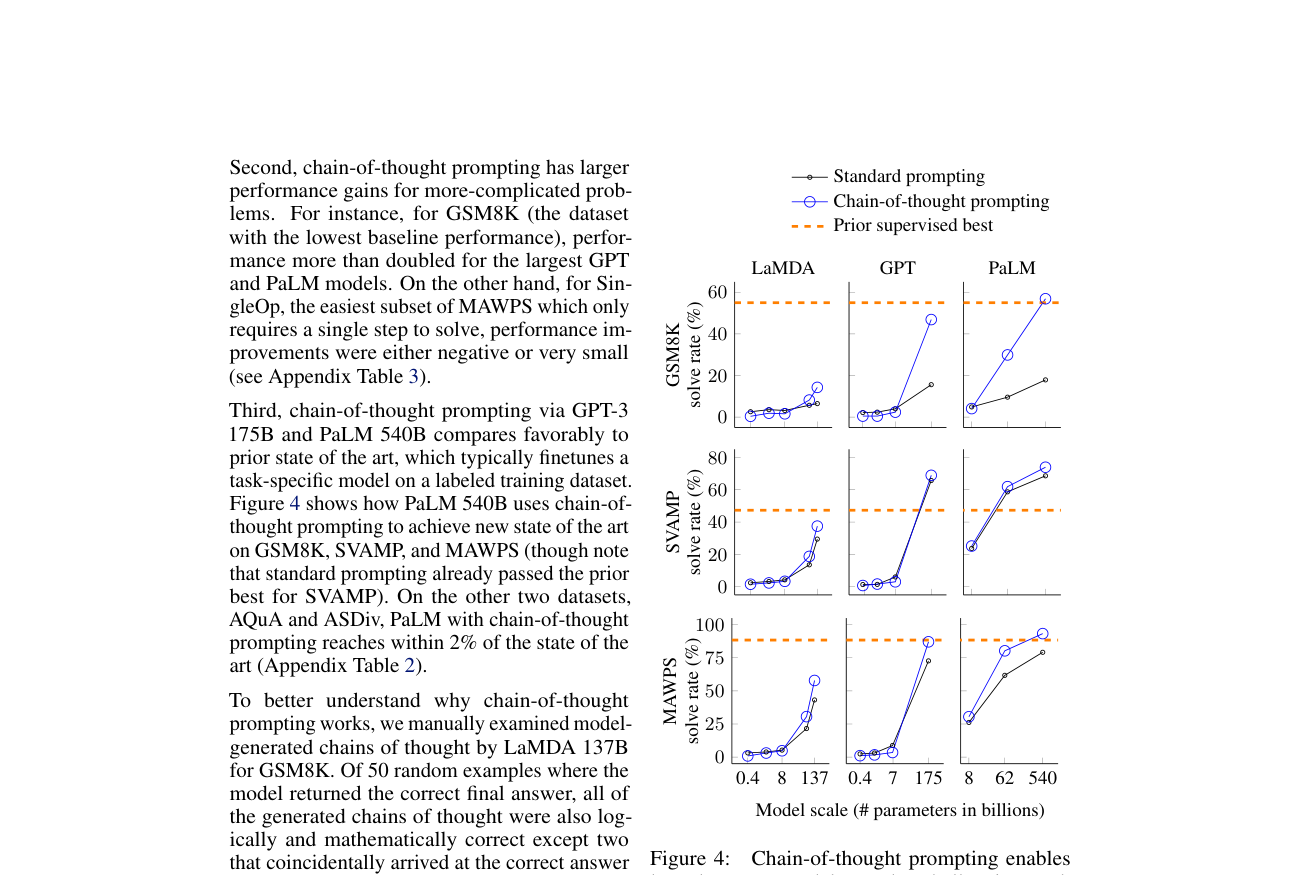 Second, chain-of-thought prompting has larger
performance gains for more-complicated prob-
lems. For instance, for GSM8K (the dataset
with the lowest baseline performance), perfor-
mance more than doubled for the largest GPT
and PaLM models. On the other hand, for Sin-
gleOp, the easiest subset of MAWPS which only
requires a single step to solve, performance im-
provements were either negative or very small
(see Appendix Table 3).
Third, chain-of-thought prompting via GPT-3
175B and PaLM 540B compares favorably to
prior state of the art, which typically finetunes a
task-specific model on a labeled training dataset.
Figure 4 shows how PaLM 540B uses chain-of-
thought prompting to achieve new state of the art
on GSM8K, SVAMP, and MAWPS (though note
that standard prompting already passed the prior
best for SVAMP). On the other two datasets,
AQuA and ASDiv, PaLM with chain-of-thought
prompting reaches within 2% of the state of the
art (Appendix Table 2).
To better understand why chain-of-thought
prompting works, we manually examined model-
generated chains of thought by LaMDA 137B
for GSM8K. Of 50 random examples where the
model returned the correct final answer, all of
the generated chains of thought were also log-
ically and mathematically correct except two
that coincidentally arrived at the correct answer
Standard prompting
Chain-of-thought prompting
Prior supervised best
LaMDA GPT PaLM
GSM8K
solve rate (%)
60
40
20
0
SVAMP
solve rate (%)
80
60
40
20
0
MAWPS
solve rate (%)
100
75
50
25
0
0.4 8 137 0.4 7 175 8 62 540
Model scale (# parameters in billions)
Figure 4: Chain-of-thought prompting enables